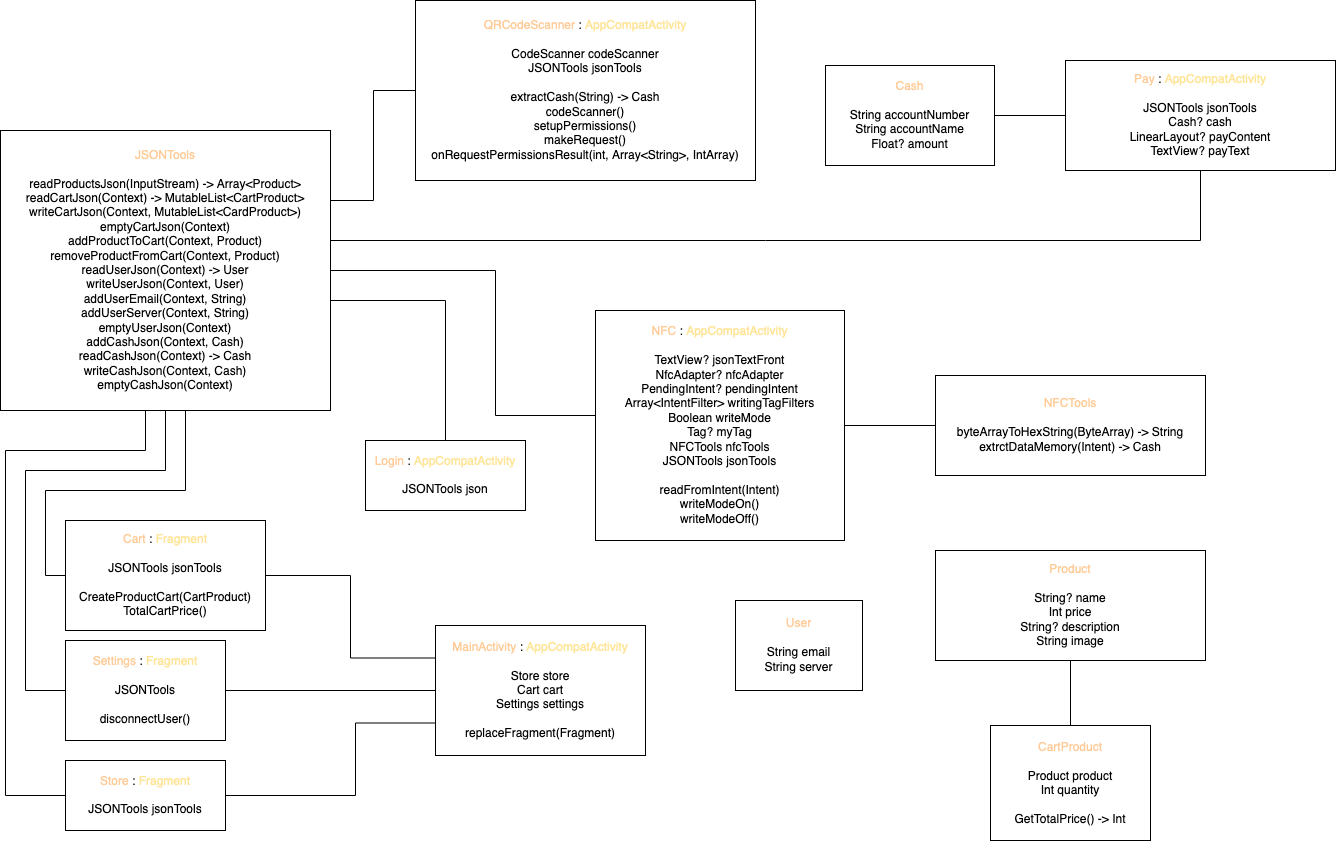 QRCodeScanner : AppCompatActivity
CodeScanner codeScanner
JSONTools jsonTools
extractCash(String) -> Cash
codeScanner()
setupPermissions()
makeRequest()
onRequestPermissionsResult(int, Array<String>, IntArray)
Cash
String accountNumber
String accountName
Float? amount
Pay : AppCompatActivity
JSONTools jsonTools
Cash? cash
LinearLayout? payContent
TextView? payText
JSONTools
readProductsJson(InputStream) -> Array<Product>
readCartJson(Context) -> MutableList<CartProduct>
writeCartJson(Context, MutableList<CardProduct>)
emptyCartJson(Context)
addProductToCart(Context, Product)
removeProductFromCart(Context, Product)
readUserJson(Context) -> User
writeUserJson(Context, User)
addUserEmail(Context, String)
addUserServer(Context, String)
emptyUserJson(Context)
addCashJson(Context, Cash)
readCashJson(Context) -> Cash
writeCashJson(Context, Cash)
emptyCashJson(Context)
NFC : AppCompatActivity
TextView? jsonTextFront
NfcAdapter? nfcAdapter
PendingIntent? pendingIntent
Array<IntentFilter> writingTagFilters
Boolean writeMode
Tag? myTag
NFCTools nfcTools
JSONTools jsonTools
readFromIntent(Intent)
writeModeOn()
writeModeOff()
NFCTools
byteArrayToHexString(ByteArray) -> String
extrctDataMemory(Intent) -> Cash
Login : AppCompatActivity
JSONTools json
Cart : Fragment
JSONTools jsonTools
CreateProductCart(CartProduct)
TotalCartPrice()
Settings : Fragment
JSONTools
disconnectUser()
Store : Fragment
JSONTools jsonTools
MainActivity : AppCompatActivity
Store store
Cart cart
Settings settings
replaceFragment(Fragment)
User
String email
String server
Product
String? name
Int price
String? description
String image
CartProduct
Product product
Int quantity
GetTotalPrice() -> Int